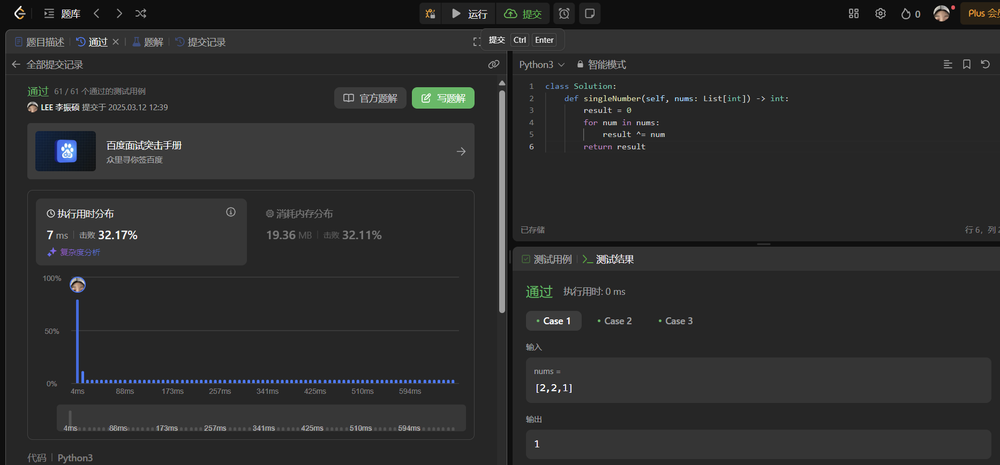 题库
运行
提交
0
Plus 会员
题目描述
通过
题解
提交记录
提交 Ctrl Enter
全部提交记录
通过 61 / 61 个通过的测试用例
LEE 李振硕 提交于 2025.03.12 12:39
官方题解
写题解
百度面试突击手册
众里寻你签百度
du
执行用时分布
7 ms 击败 32.17%
复杂度分析
消耗内存分布
19.36 MB 击败 32.11%
100%
50%
0%
4ms 88ms 173ms 257ms 341ms 425ms 510ms 594ms
4ms 88ms 173ms 257ms 341ms 425ms 510ms 594ms
代码 Python3
Python3 智能模式
1 class Solution:
2 def singleNumber(self, nums: List[int]) -> int:
3 result = 0
4 for num in nums:
5 result ^= num
6 return result
已存储
行 6, 列 2
测试用例
测试结果
通过 执行用时: 0 ms
Case 1
Case 2
Case 3
输入
nums =
[2,2,1]
输出
1